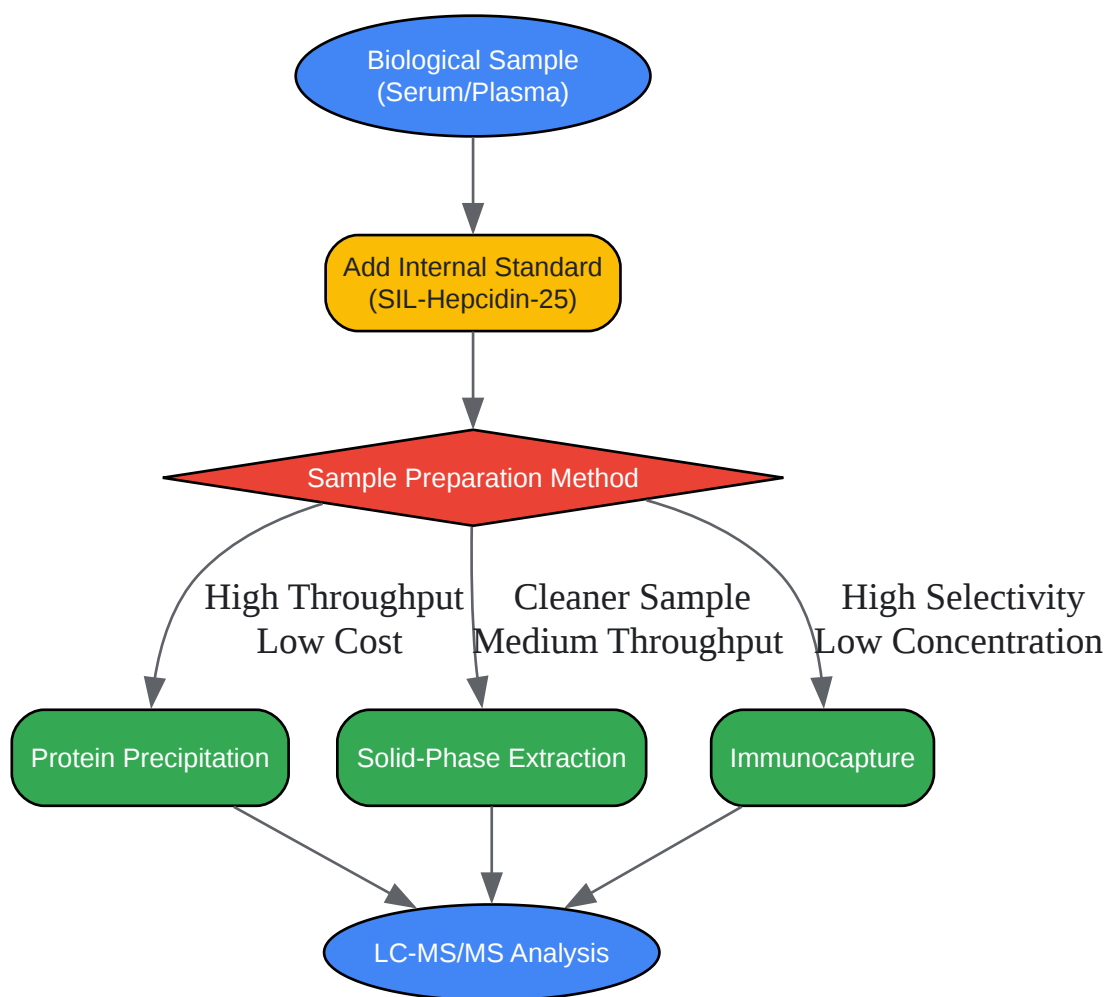 Biological Sample
(Serum/Plasma)
Add Internal Standard
(SIL-Hepcidin-25)
Sample Preparation Method
High Throughput
Low Cost
Cleaner Sample
Medium Throughput
High Selectivity
Low Concentration
Protein Precipitation
Solid-Phase Extraction
Immunocapture
LC-MS/MS Analysis